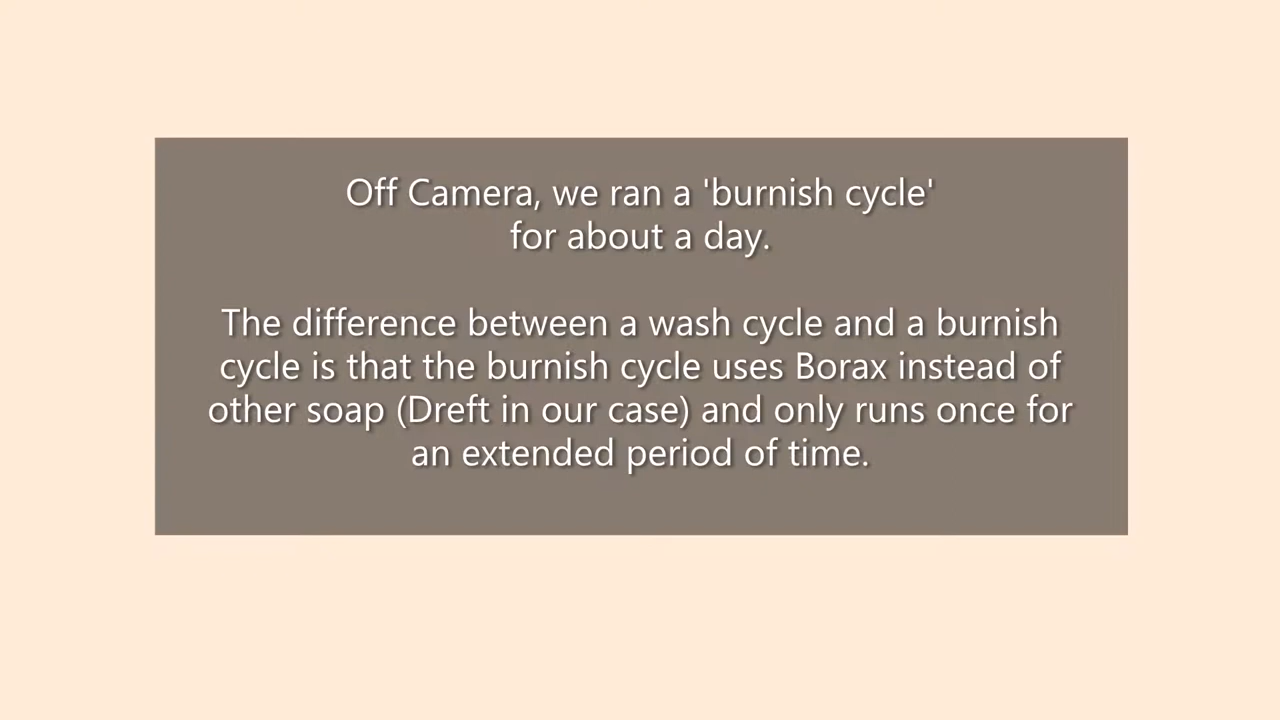 Off Camera, we ran a 'burnish cycle'
for about a day.
The difference between a wash cycle and a burnish
cycle is that the burnish cycle uses Borax instead of
other soap (Dreft in our case) and only runs once for
an extended period of time.